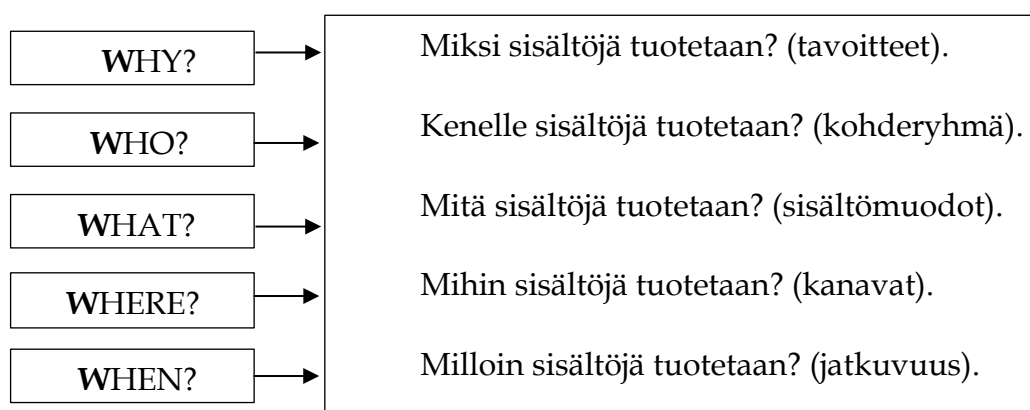 WHY? Miksi sisältöjä tuotetaan? (tavoitteet).
WHO? Kenelle sisältöjä tuotetaan? (kohderyhmä).
WHAT? Mitä sisältöjä tuotetaan? (sisältömuodot).
WHERE? Mihin sisältöjä tuotetaan? (kanavat).
WHEN? Milloin sisältöjä tuotetaan? (jatkuvuus).